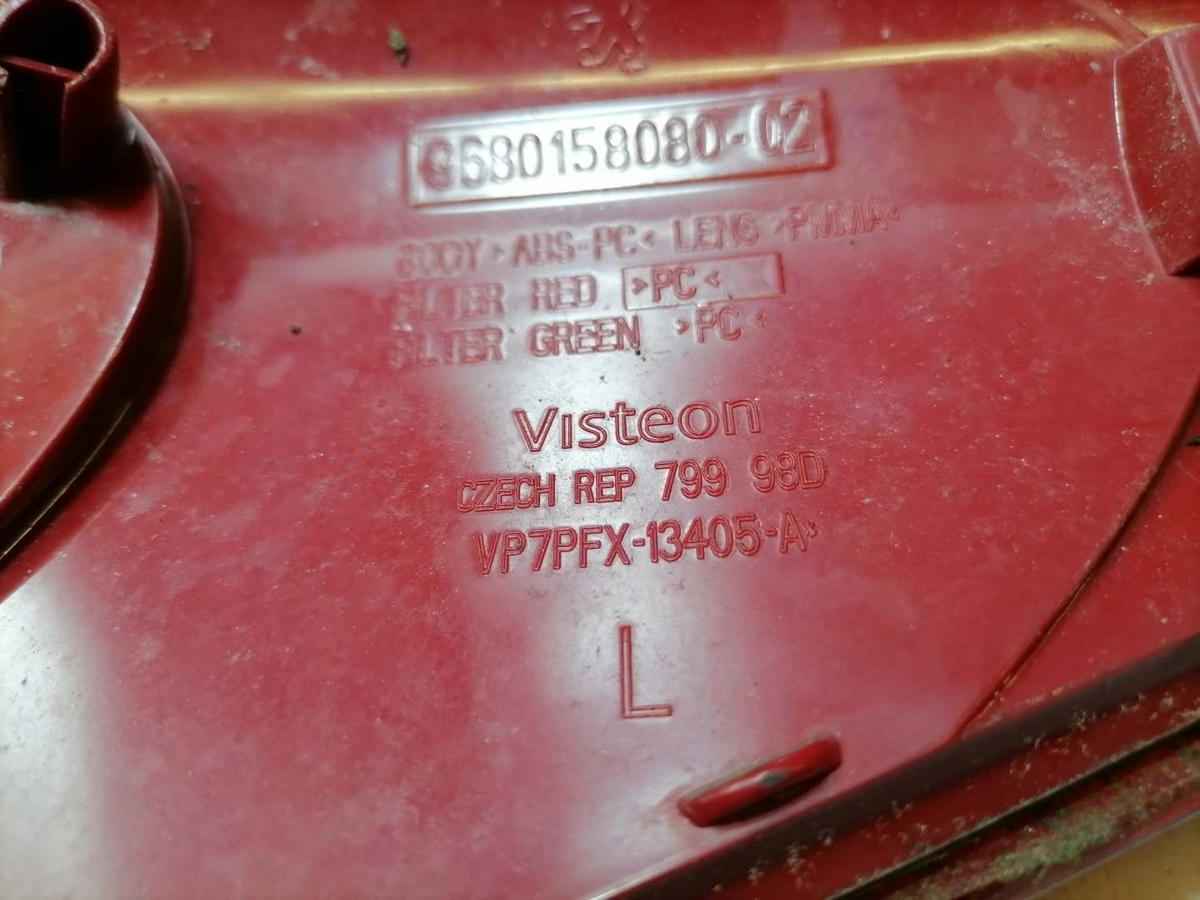 9680158080-02
BODY >ABS-PC< LENS >PMMA<
FILTER RED >PC<
FILTER GREEN >PC<
Visteon
CZECH REP 799 98D
VP7PFX-13405-A
L